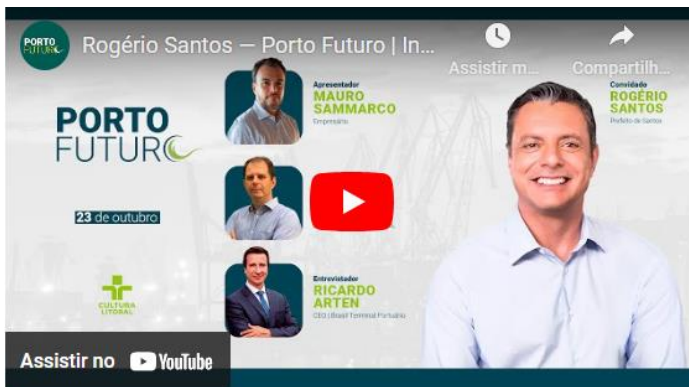 PORTO
FUTURO
Rogério Santos — Porto Futuro | In...
Assistir m...
Compartilh...
PORTO
FUTURO
23 de outubro
CULTURA
LITORAL
Apresentador
MAURO
SAMMARCO
Empresário
Entrevistador
RICARDO
ARTEN
CEO | Brasil Terminal Portuário
Convidado
ROGÉRIO
SANTOS
Prefeito de Santos
Assistir no YouTube